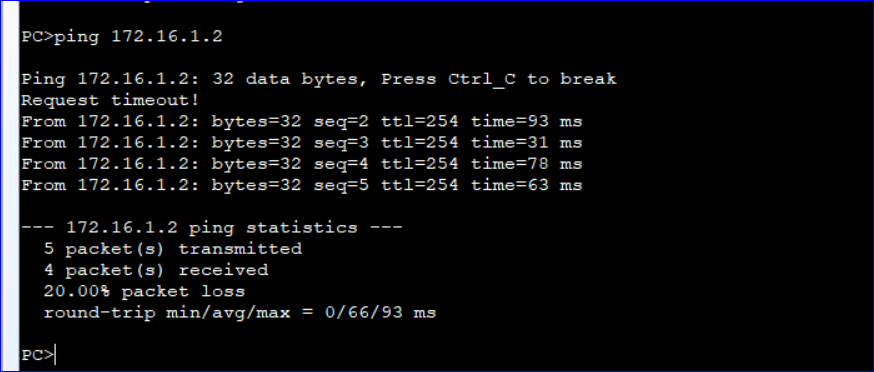 PC>ping 172.16.1.2
Ping 172.16.1.2: 32 data bytes, Press Ctrl_C to break
Request timeout!
From 172.16.1.2: bytes=32 seq=2 ttl=254 time=93 ms
From 172.16.1.2: bytes=32 seq=3 ttl=254 time=31 ms
From 172.16.1.2: bytes=32 seq=4 ttl=254 time=78 ms
From 172.16.1.2: bytes=32 seq=5 ttl=254 time=63 ms
--- 172.16.1.2 ping statistics ---
5 packet(s) transmitted
4 packet(s) received
20.00% packet loss
round-trip min/avg/max = 0/66/93 ms
PC>